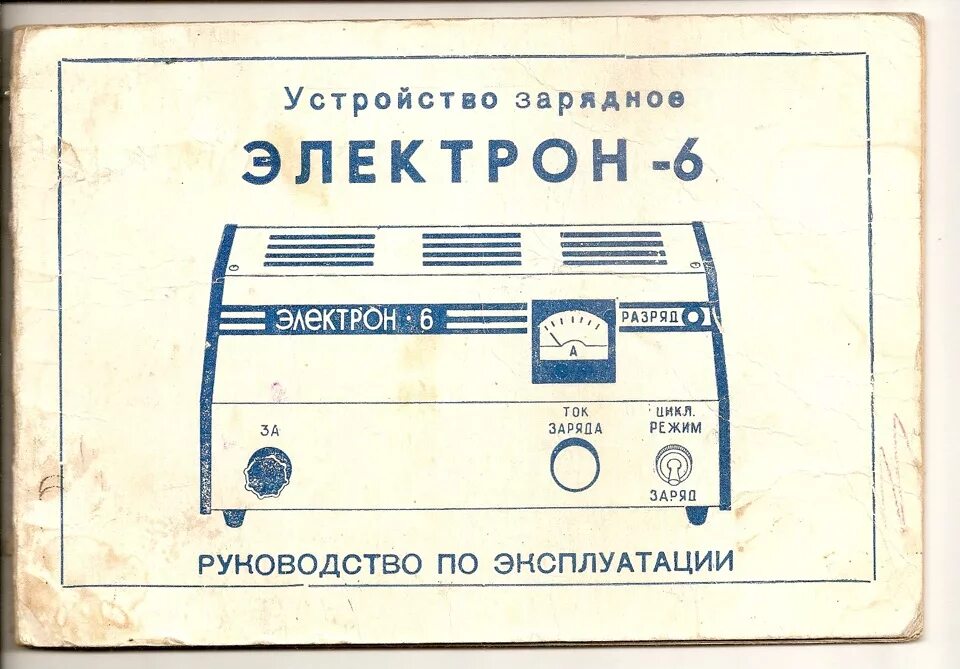 Устройство зарядное
ЭЛЕКТРОН-6
ЭЛЕКТРОН·6
РАЗРЯД
А
3А
ТОК
ЗАРЯДА
ЦИКЛ.
РЕЖИМ
ЗАРЯД
РУКОВОДСТВО ПО ЭКСПЛУАТАЦИИ